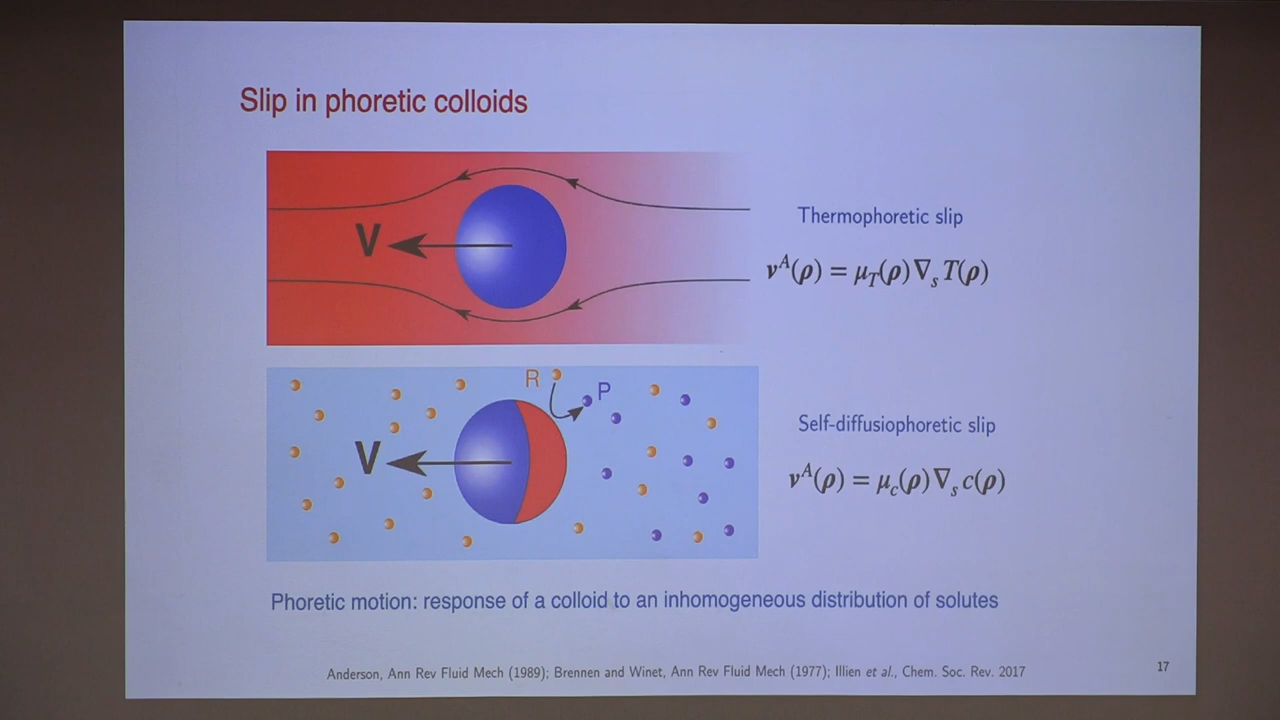 Slip in phoretic colloids
V
Thermophoretic slip
v^A(ρ) = μ_T(ρ)∇_s T(ρ)
R
P
V
Self-diffusiophoretic slip
v^A(ρ) = μ_c(ρ)∇_s c(ρ)
Phoretic motion: response of a colloid to an inhomogeneous distribution of solutes
Anderson, Ann Rev Fluid Mech (1989); Brennen and Winet, Ann Rev Fluid Mech (1977); Illien et al., Chem. Soc. Rev. 2017
17